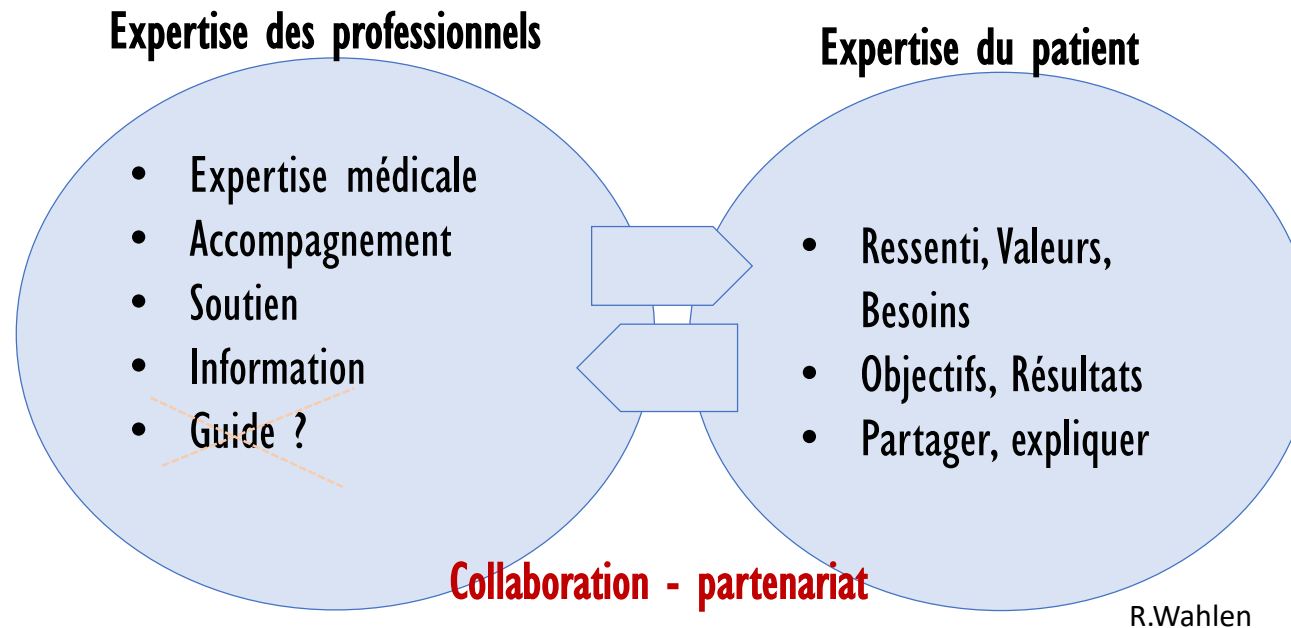 Expertise des professionnels
• Expertise médicale
• Accompagnement
• Soutien
• Information
• Guide ?
Expertise du patient
• Ressenti, Valeurs,
Besoins
• Objectifs, Résultats
• Partager, expliquer
Collaboration - partenariat
R.Wahlen